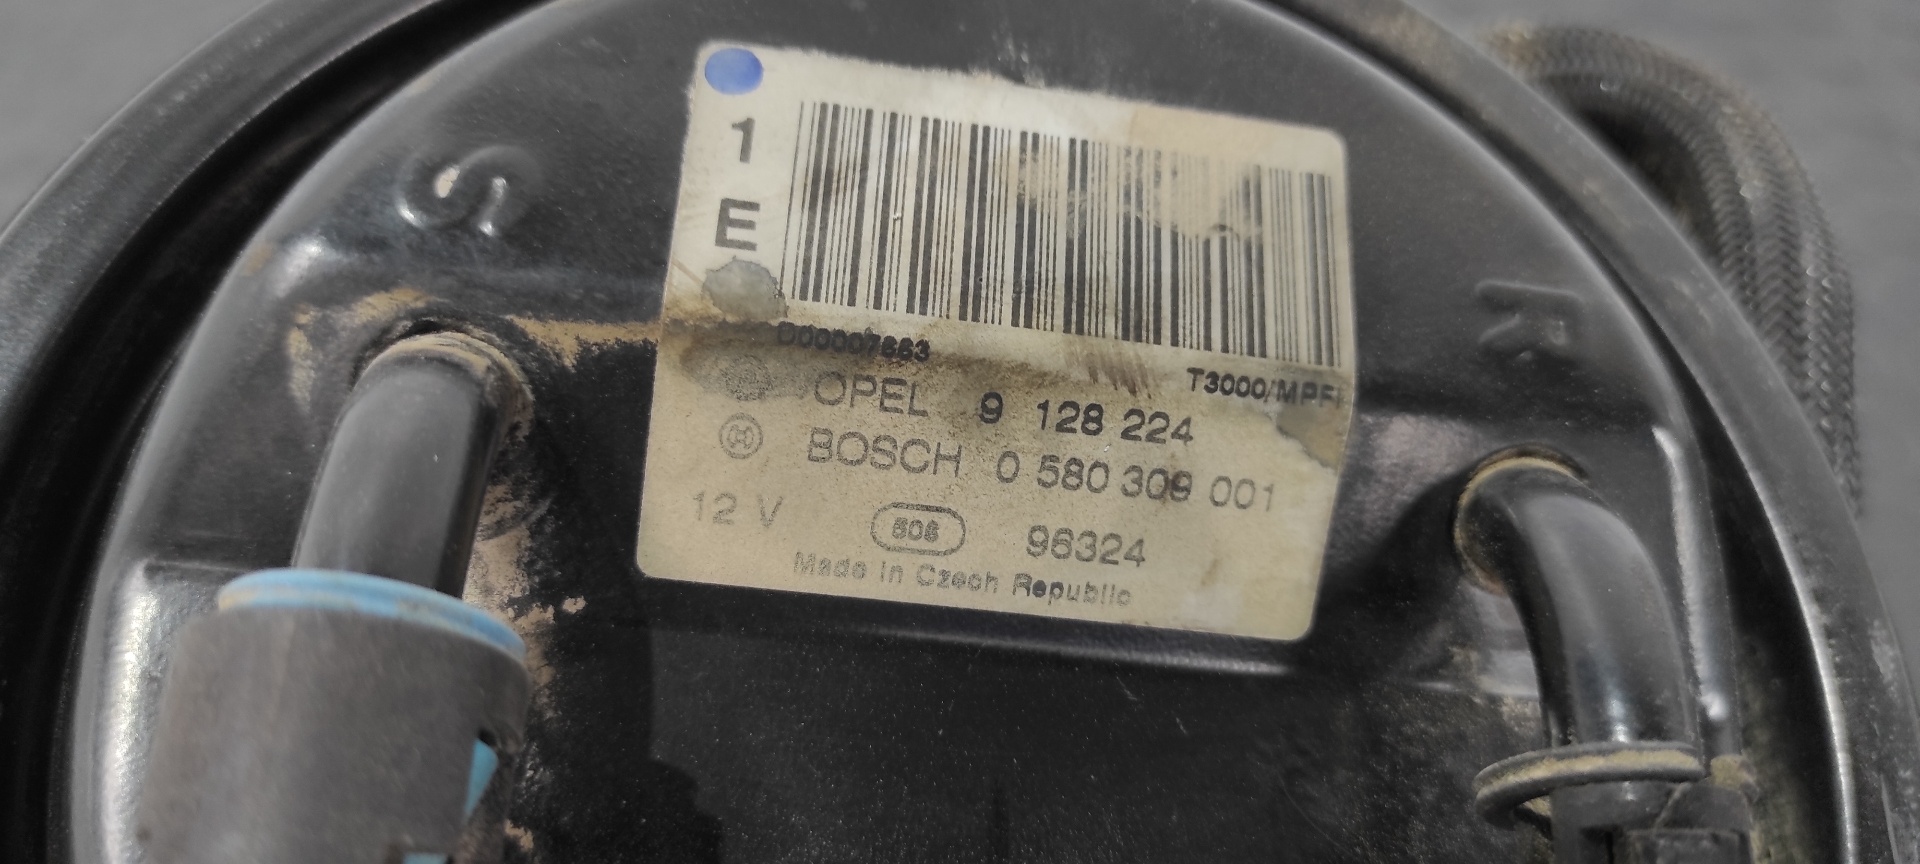 1
E
S
R
D00007663
T3000/MPFI
OPEL 9 128 224
BOSCH 0 580 309 001
12 V 506 96324
Made in Czech Republic